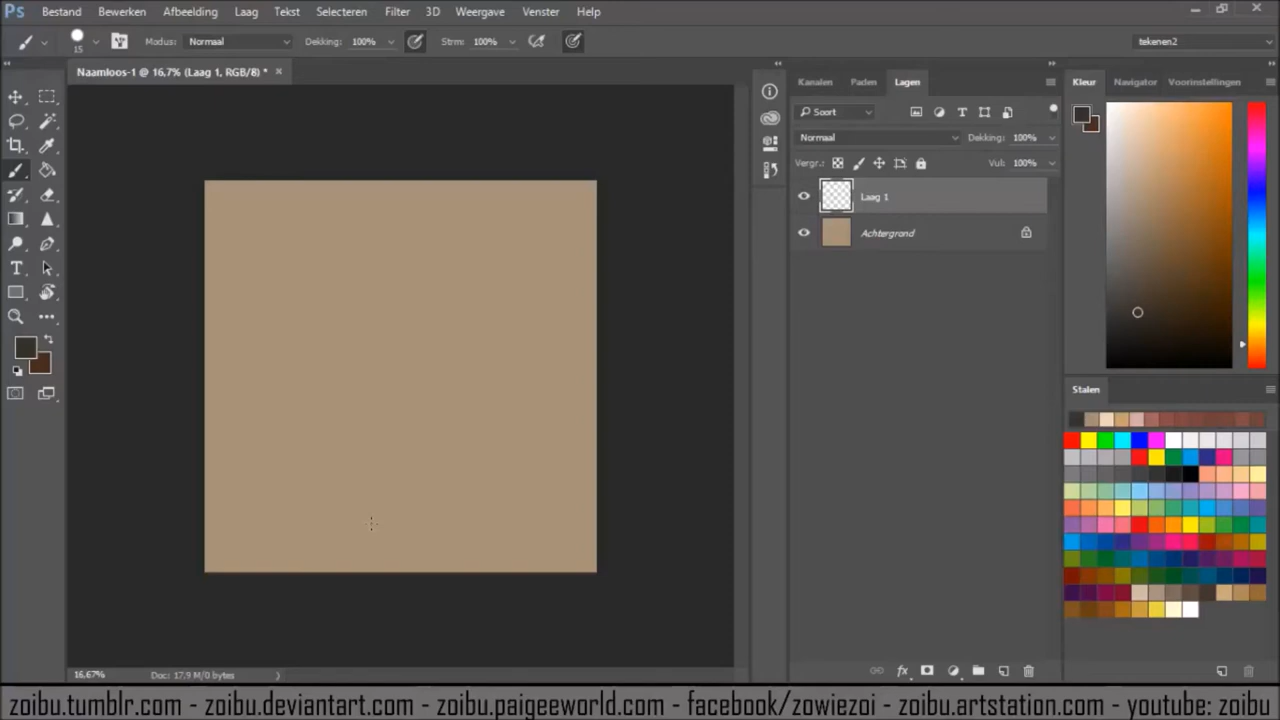 Ps Bestand Bewerken Afbeelding Laag Tekst Selecteren Filter 3D Weergave Venster Help
15 Modus: Normaal Dekking: 100% Strm: 100% tekenen2
Naamloos-1 @ 16,7% (Laag 1, RGB/8) * ×
Kanalen Paden Lagen Kleur Navigator Voorinstellingen
Soort
Normaal Dekking: 100%
Vergr.: Vul: 100%
Laag 1
Achtergrond
Stalen
16,67% Doc: 17.9 M/0 bytes
zoibu.tumblr.com - zoibu.deviantart.com - zoibu.paigeeworld.com - facebook/zowiezoi - zoibu.artstation.com - youtube: zoibu